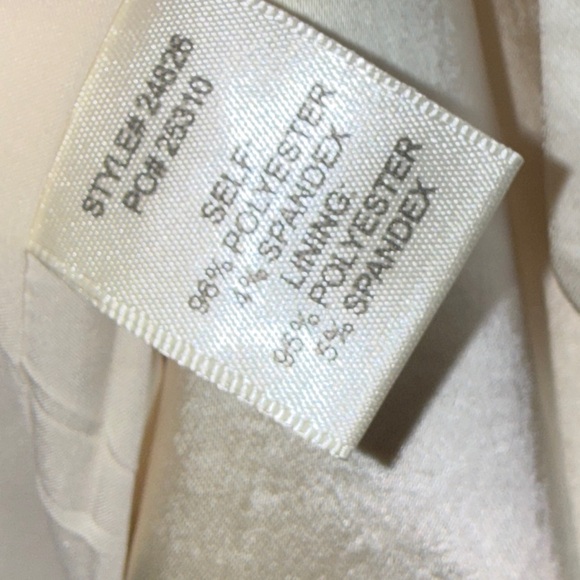 STYLE# 24826
PO# 25310
SELF:
96% POLYESTER
4% SPANDEX
LINING:
95% POLYESTER
5% SPANDEX